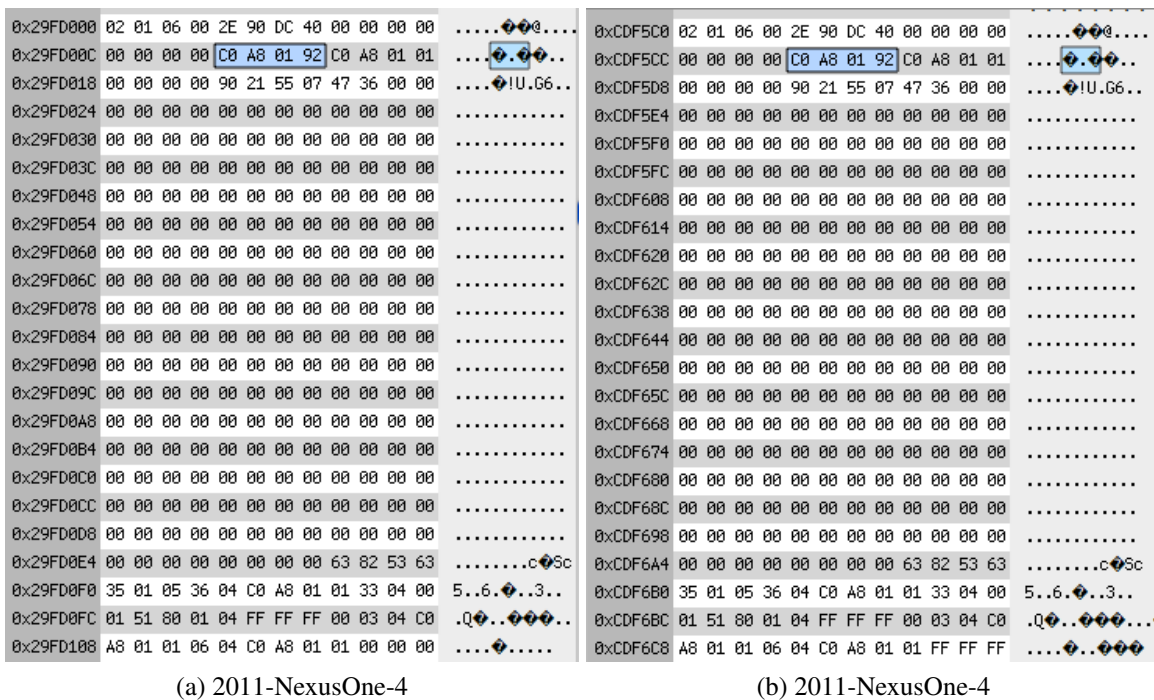 0x29FD000 02 01 06 00 2E 90 DC 40 00 00 00 00 .....��@....
0x29FD00C 00 00 00 00 C0 A8 01 92 C0 A8 01 01 ....�.��..
0x29FD018 00 00 00 00 90 21 55 07 47 36 00 00 ....�!U.G6..
0x29FD024 00 00 00 00 00 00 00 00 00 00 00 00 ............
0x29FD030 00 00 00 00 00 00 00 00 00 00 00 00 ............
0x29FD03C 00 00 00 00 00 00 00 00 00 00 00 00 ............
0x29FD048 00 00 00 00 00 00 00 00 00 00 00 00 ............
0x29FD054 00 00 00 00 00 00 00 00 00 00 00 00 ............
0x29FD060 00 00 00 00 00 00 00 00 00 00 00 00 ............
0x29FD06C 00 00 00 00 00 00 00 00 00 00 00 00 ............
0x29FD078 00 00 00 00 00 00 00 00 00 00 00 00 ............
0x29FD084 00 00 00 00 00 00 00 00 00 00 00 00 ............
0x29FD090 00 00 00 00 00 00 00 00 00 00 00 00 ............
0x29FD09C 00 00 00 00 00 00 00 00 00 00 00 00 ............
0x29FD0A8 00 00 00 00 00 00 00 00 00 00 00 00 ............
0x29FD0B4 00 00 00 00 00 00 00 00 00 00 00 00 ............
0x29FD0C0 00 00 00 00 00 00 00 00 00 00 00 00 ............
0x29FD0CC 00 00 00 00 00 00 00 00 00 00 00 00 ............
0x29FD0D8 00 00 00 00 00 00 00 00 00 00 00 00 ............
0x29FD0E4 00 00 00 00 00 00 00 00 63 82 53 63 ........c�Sc
0x29FD0F0 35 01 05 36 04 C0 A8 01 01 33 04 00 5..6.�..3..
0x29FD0FC 01 51 80 01 04 FF FF FF 00 03 04 C0 .Q�..���..
0x29FD108 A8 01 01 06 04 C0 A8 01 01 00 00 00 ....�.....
(a) 2011-NexusOne-4
0xCDF5C0 02 01 06 00 2E 90 DC 40 00 00 00 00 .....��@....
0xCDF5CC 00 00 00 00 C0 A8 01 92 C0 A8 01 01 ....�.��..
0xCDF5D8 00 00 00 00 90 21 55 07 47 36 00 00 ....�!U.G6..
0xCDF5E4 00 00 00 00 00 00 00 00 00 00 00 00 ............
0xCDF5F0 00 00 00 00 00 00 00 00 00 00 00 00 ............
0xCDF5FC 00 00 00 00 00 00 00 00 00 00 00 00 ............
0xCDF608 00 00 00 00 00 00 00 00 00 00 00 00 ............
0xCDF614 00 00 00 00 00 00 00 00 00 00 00 00 ............
0xCDF620 00 00 00 00 00 00 00 00 00 00 00 00 ............
0xCDF62C 00 00 00 00 00 00 00 00 00 00 00 00 ............
0xCDF638 00 00 00 00 00 00 00 00 00 00 00 00 ............
0xCDF644 00 00 00 00 00 00 00 00 00 00 00 00 ............
0xCDF650 00 00 00 00 00 00 00 00 00 00 00 00 ............
0xCDF65C 00 00 00 00 00 00 00 00 00 00 00 00 ............
0xCDF668 00 00 00 00 00 00 00 00 00 00 00 00 ............
0xCDF674 00 00 00 00 00 00 00 00 00 00 00 00 ............
0xCDF680 00 00 00 00 00 00 00 00 00 00 00 00 ............
0xCDF68C 00 00 00 00 00 00 00 00 00 00 00 00 ............
0xCDF698 00 00 00 00 00 00 00 00 00 00 00 00 ............
0xCDF6A4 00 00 00 00 00 00 00 00 63 82 53 63 ........c�Sc
0xCDF6B0 35 01 05 36 04 C0 A8 01 01 33 04 00 5..6.�..3..
0xCDF6BC 01 51 80 01 04 FF FF FF 00 03 04 C0 .Q�..���...
0xCDF6C8 A8 01 01 06 04 C0 A8 01 01 FF FF FF ....�..���
(b) 2011-NexusOne-4